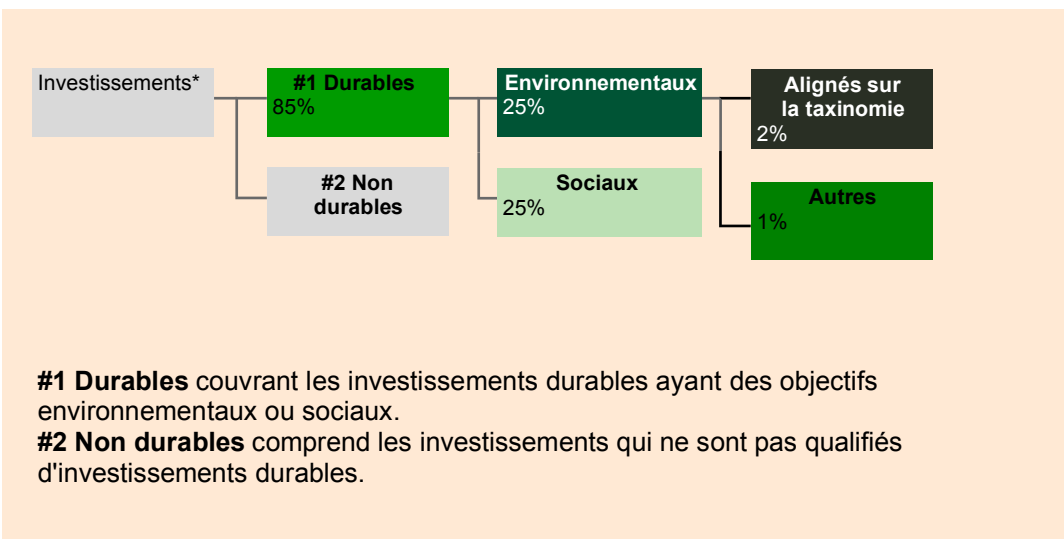 Investissements*
#1 Durables
85%
#2 Non
durables
Environnementaux
25%
Sociaux
25%
Alignés sur
la taxinomie
2%
Autres
1%
#1 Durables couvrant les investissements durables ayant des objectifs
environnementaux ou sociaux.
#2 Non durables comprend les investissements qui ne sont pas qualifiés
d'investissements durables.